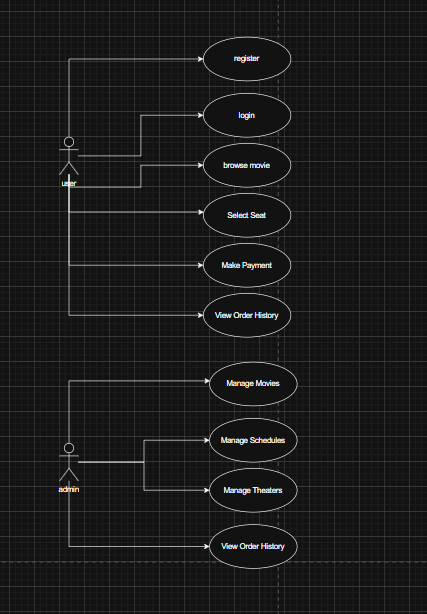 register
login
browse movie
user
Select Seat
Make Payment
View Order History
Manage Movies
Manage Schedules
admin
Manage Theaters
View Order History